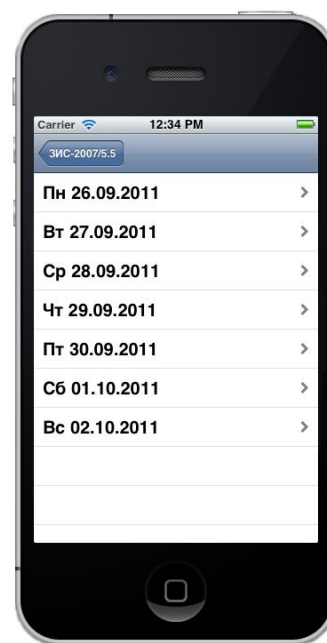 Carrier 12:34 PM
ЗИС-2007/5.5
Пн 26.09.2011
Вт 27.09.2011
Ср 28.09.2011
Чт 29.09.2011
Пт 30.09.2011
Сб 01.10.2011
Вс 02.10.2011